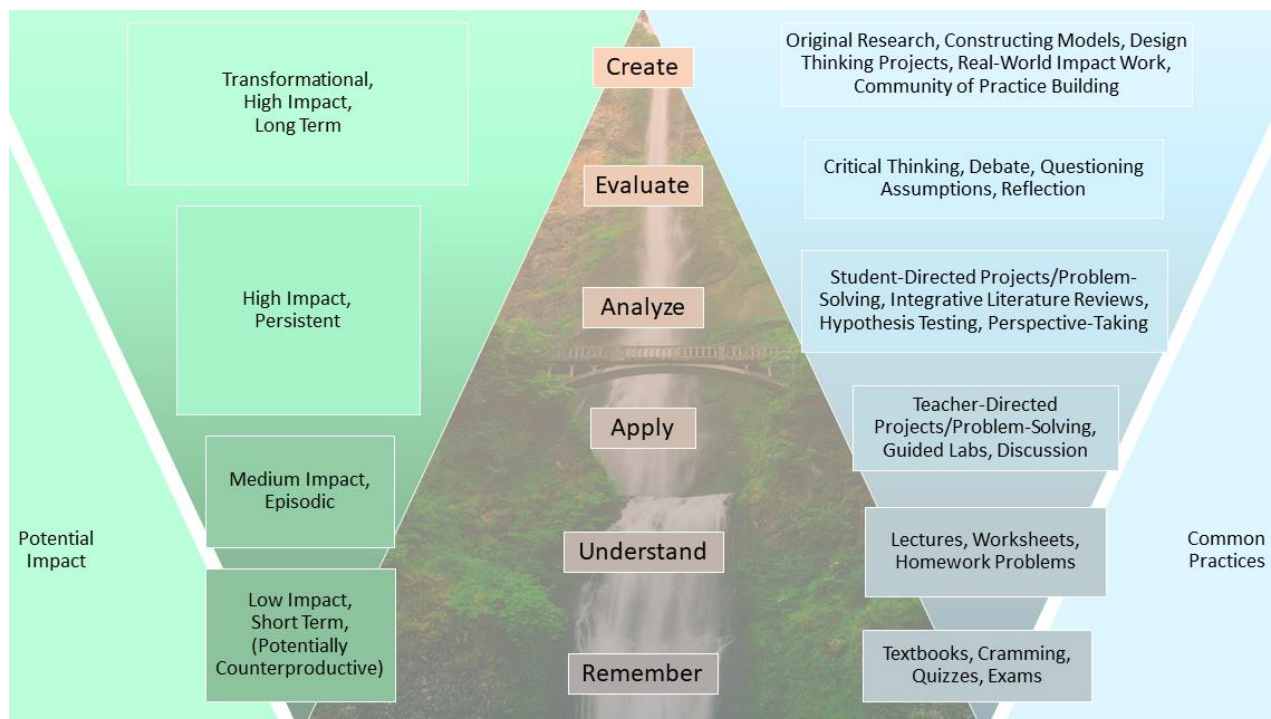 Potential
Impact
Transformational,
High Impact,
Long Term
High Impact,
Persistent
Medium Impact,
Episodic
Low Impact,
Short Term,
(Potentially
Counterproductive)
Create
Evaluate
Analyze
Apply
Understand
Remember
Original Research, Constructing Models, Design
Thinking Projects, Real-World Impact Work,
Community of Practice Building
Critical Thinking, Debate, Questioning
Assumptions, Reflection
Student-Directed Projects/Problem-
Solving, Integrative Literature Reviews,
Hypothesis Testing, Perspective-Taking
Teacher-Directed
Projects/Problem-Solving,
Guided Labs, Discussion
Lectures, Worksheets,
Homework Problems
Textbooks, Cramming,
Quizzes, Exams
Common
Practices